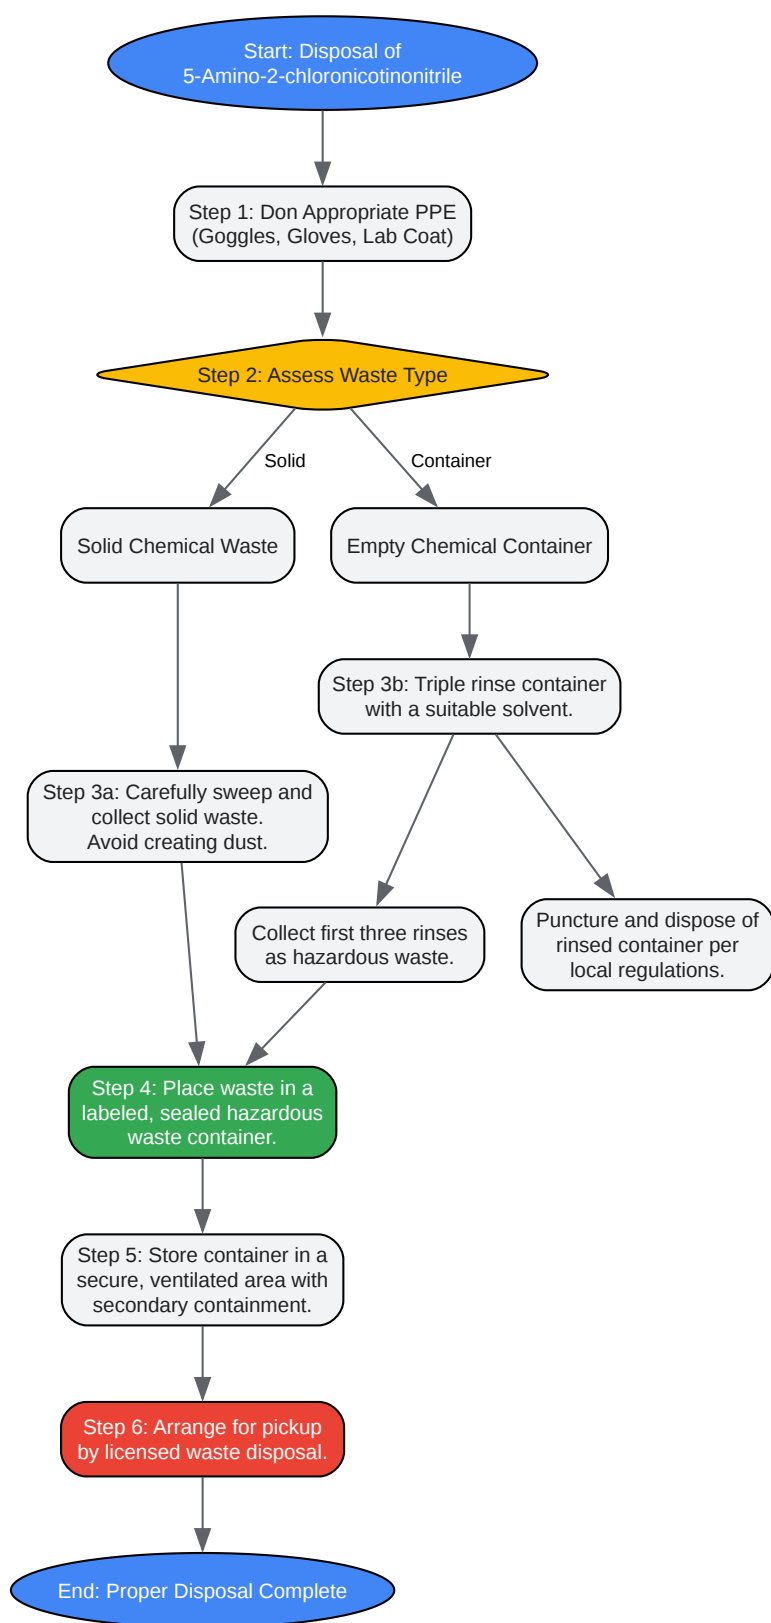 Start: Disposal of
5-Amino-2-chloronicotinonitrile
Step 1: Don Appropriate PPE
(Goggles, Gloves, Lab Coat)
Step 2: Assess Waste Type
Solid
Container
Solid Chemical Waste
Empty Chemical Container
Step 3b: Triple rinse container
with a suitable solvent.
Step 3a: Carefully sweep and
collect solid waste.
Avoid creating dust.
Collect first three rinses
as hazardous waste.
Puncture and dispose of
rinsed container per
local regulations.
Step 4: Place waste in a
labeled, sealed hazardous
waste container.
Step 5: Store container in a
secure, ventilated area with
secondary containment.
Step 6: Arrange for pickup
by licensed waste disposal.
End: Proper Disposal Complete